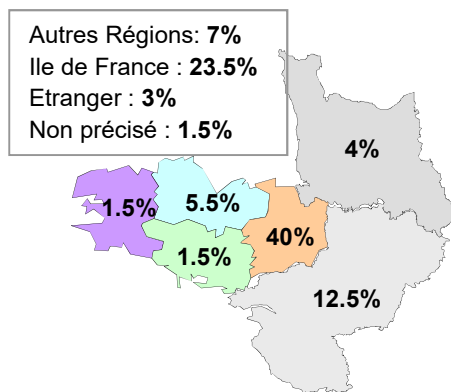 Autres Régions: 7%
Ile de France : 23.5%
Etranger : 3%
Non précisé : 1.5%
4%
1.5%
5.5%
40%
1.5%
12.5%